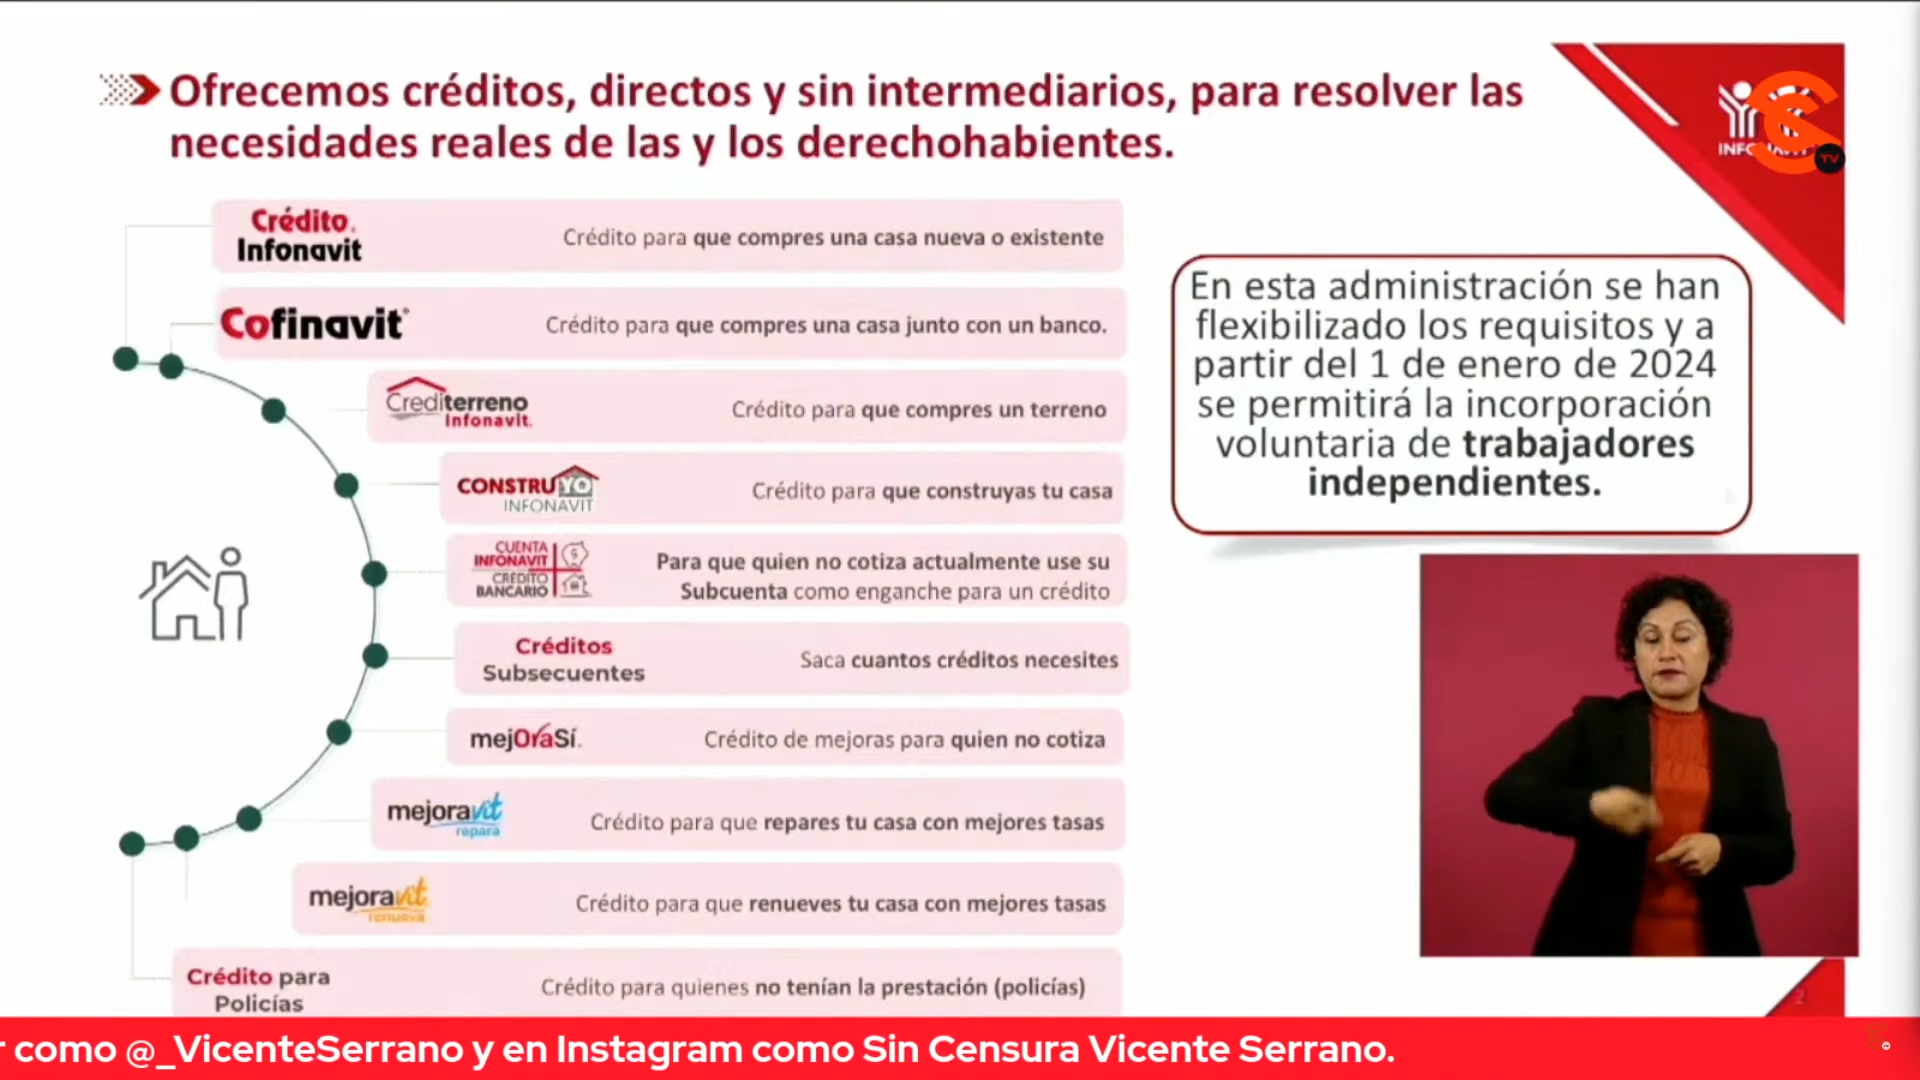 Ofrecemos créditos, directos y sin intermediarios, para resolver las
necesidades reales de las y los derechohabientes.
TV
Crédito
Infonavit
Crédito para que compres una casa nueva o existente
Cofinavit
Crédito para que compres una casa junto con un banco.
Crediterreno
Infonavit.
Crédito para que compres un terreno
CONSTRUYO
INFONAVIT
Crédito para que construyas tu casa
CUENTA
INFONAVIT
CRÉDITO
BANCARIO
Para que quien no cotiza actualmente use su
Subcuenta como enganche para un crédito
Créditos
Subsecuentes
Saca cuantos créditos necesites
mejOraSí.
Crédito de mejoras para quien no cotiza
mejoravit
repara
Crédito para que repares tu casa con mejores tasas
mejoravit
renueva
Crédito para que renueves tu casa con mejores tasas
Crédito para
Policías
Crédito para quienes no tenían la prestación (policías)
En esta administración se han
flexibilizado los requisitos y a
partir del 1 de enero de 2024
se permitirá la incorporación
voluntaria de trabajadores
independientes.
2
como @_VicenteSerrano y en Instagram como Sin Censura Vicente Serrano.